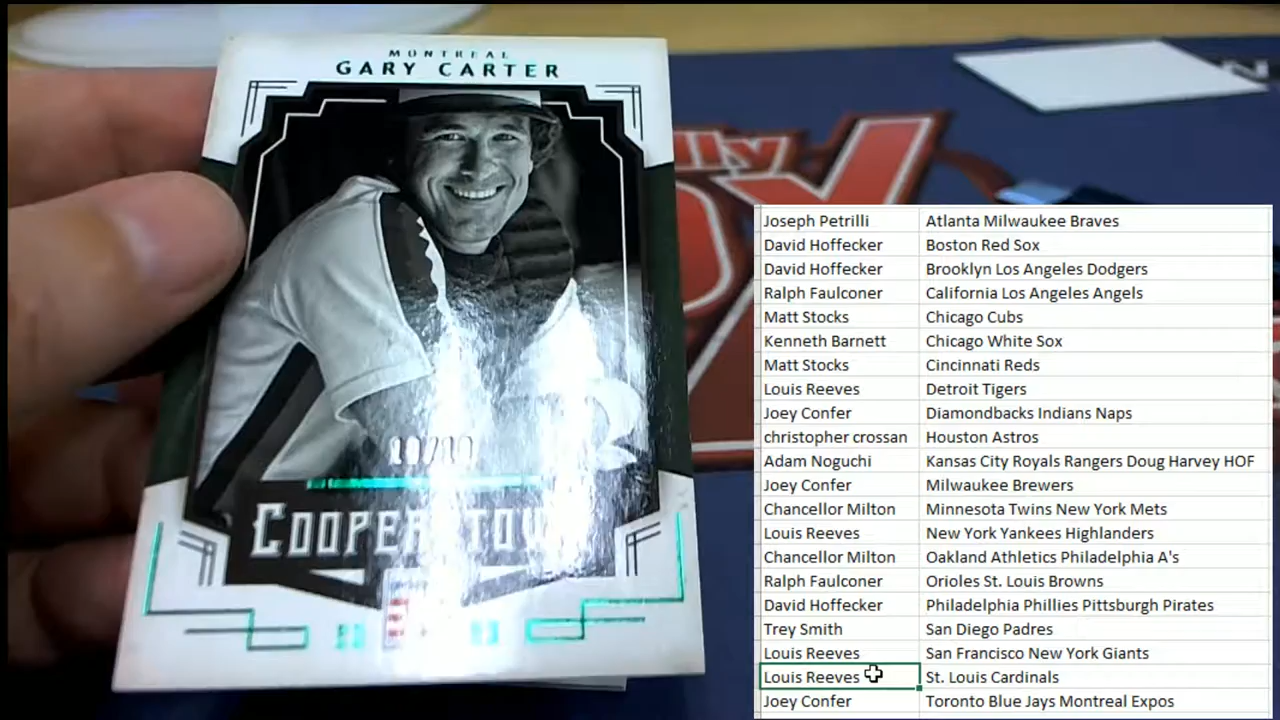 MONTREAL
GARY CARTER
COOPERSTOWN
lly
Joseph Petrilli Atlanta Milwaukee Braves
David Hoffecker Boston Red Sox
David Hoffecker Brooklyn Los Angeles Dodgers
Ralph Faulconer California Los Angeles Angels
Matt Stocks Chicago Cubs
Kenneth Barnett Chicago White Sox
Matt Stocks Cincinnati Reds
Louis Reeves Detroit Tigers
Joey Confer Diamondbacks Indians Naps
christopher crossan Houston Astros
Adam Noguchi Kansas City Royals Rangers Doug Harvey HOF
Joey Confer Milwaukee Brewers
Chancellor Milton Minnesota Twins New York Mets
Louis Reeves New York Yankees Highlanders
Chancellor Milton Oakland Athletics Philadelphia A's
Ralph Faulconer Orioles St. Louis Browns
David Hoffecker Philadelphia Phillies Pittsburgh Pirates
Trey Smith San Diego Padres
Louis Reeves San Francisco New York Giants
Louis Reeves St. Louis Cardinals
Joey Confer Toronto Blue Jays Montreal Expos